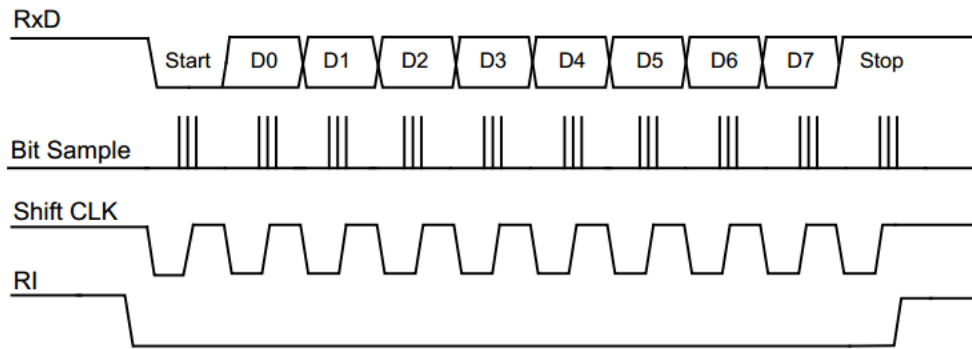 RxD
Start D0 D1 D2 D3 D4 D5 D6 D7 Stop
Bit Sample
Shift CLK
RI